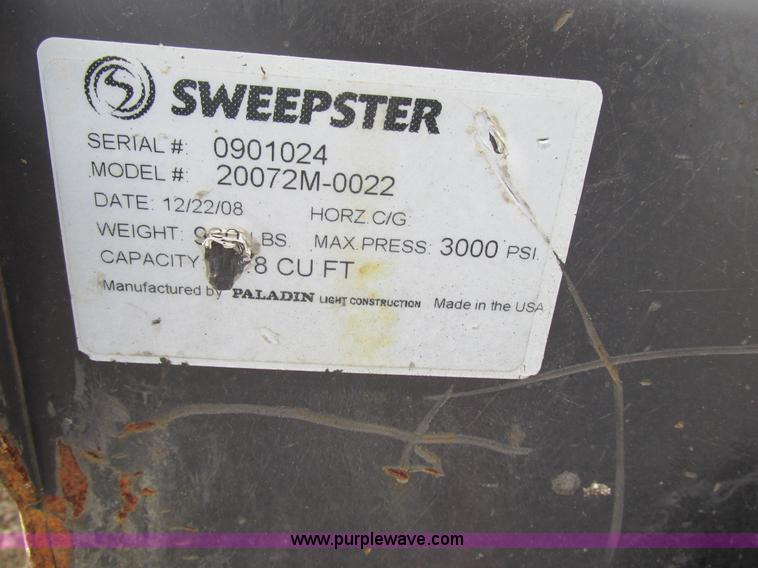 SWEEPSTER
SERIAL #: 0901024
MODEL #: 20072M-0022
DATE: 12/22/08 HORZ.C/G
WEIGHT: LBS. MAX.PRESS: 3000 PSI.
CAPACITY 8 CU FT
Manufactured by PALADIN LIGHT CONSTRUCTION Made in the USA
www.purplewave.com